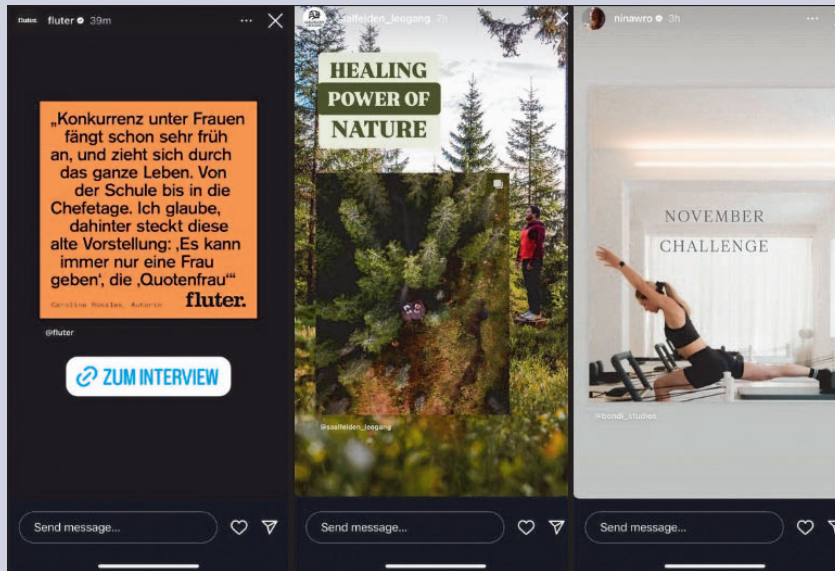 fluter.
fluter 39m
„Konkurrenz unter Frauen
fängt schon sehr früh
an, und zieht sich durch
das ganze Leben. Von
der Schule bis in die
Chefetage. Ich glaube,
dahinter steckt diese
alte Vorstellung: ‚Es kann
immer nur eine Frau
geben‘, die ‚Quotenfrau‘“
Caroline Rosales, Autorin
fluter.
@fluter
ZUM INTERVIEW
Send message...
saalfelden_leogang 7h
HEALING
POWER OF
NATURE
@saalfelden_leogang
Send message...
ninawro 3h
NOVEMBER
CHALLENGE
@bondi_studios
Send message...